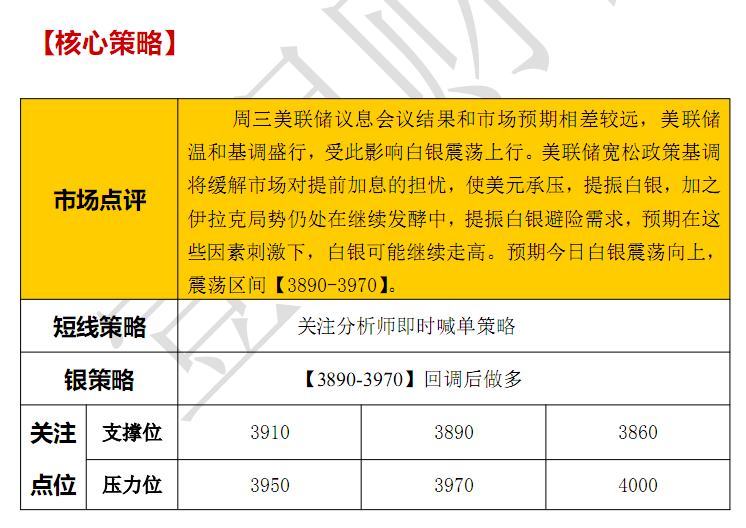 【核心策略】
市场点评
周三美联储议息会议结果和市场预期相差较远，美联储
温和基调盛行，受此影响白银震荡上行。美联储宽松政策基调
将缓解市场对提前加息的担忧，使美元承压，提振白银，加之
伊拉克局势仍处在继续发酵中，提振白银避险需求，预期在这
些因素刺激下，白银可能继续走高。预期今日白银震荡向上，
震荡区间【3890-3970】。
短线策略 关注分析师即时喊单策略
银策略 【3890-3970】回调后做多
关注
点位
支撑位 3910 3890 3860
压力位 3950 3970 4000